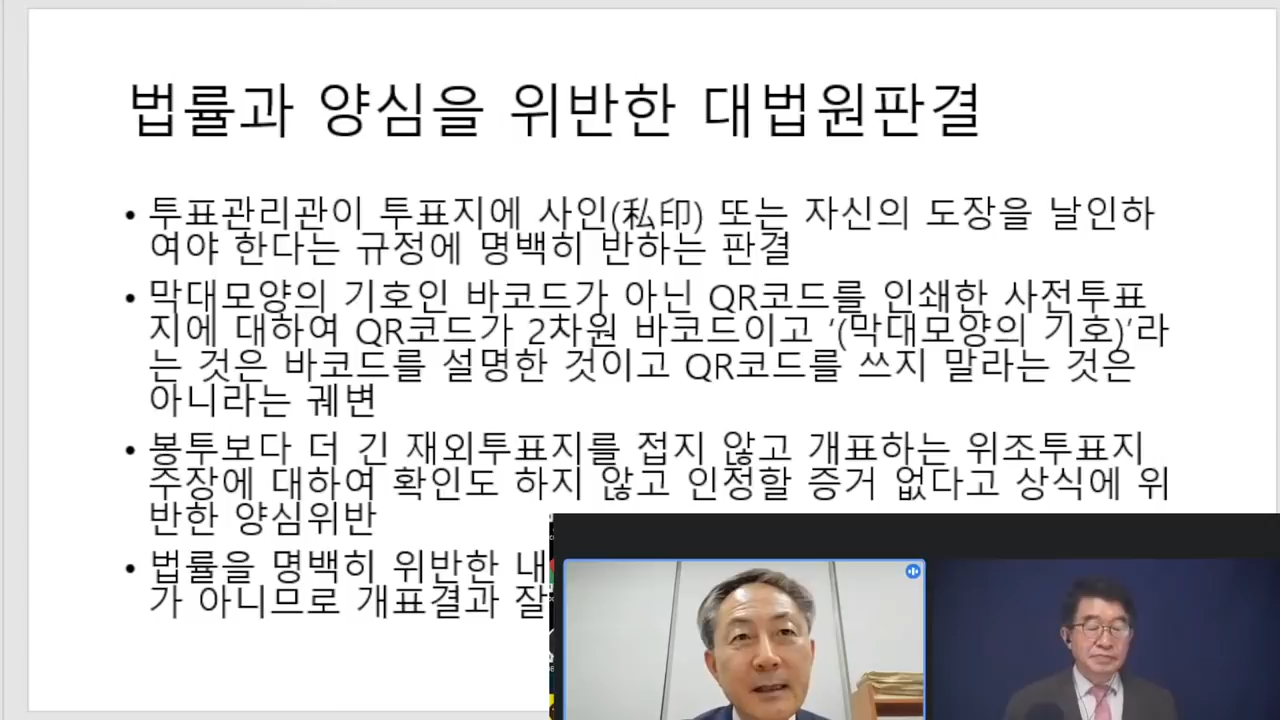 법률과 양심을 위반한 대법원판결
• 투표관리관이 투표지에 사인(私印) 또는 자신의 도장을 날인하
여야 한다는 규정에 명백히 반하는 판결
• 막대모양의 기호인 바코드가 아닌 QR코드를 인쇄한 사전투표
지에 대하여 QR코드가 2차원 바코드이고 ‘(막대모양의 기호)’라
는 것은 바코드를 설명한 것이고 QR코드를 쓰지 말라는 것은
아니라는 궤변
• 봉투보다 더 긴 재외투표지를 접지 않고 개표하는 위조투표지
주장에 대하여 확인도 하지 않고 인정할 증거 없다고 상식에 위
반한 양심위반
• 법률을 명백히 위반한 내
가 아니므로 개표결과 잘